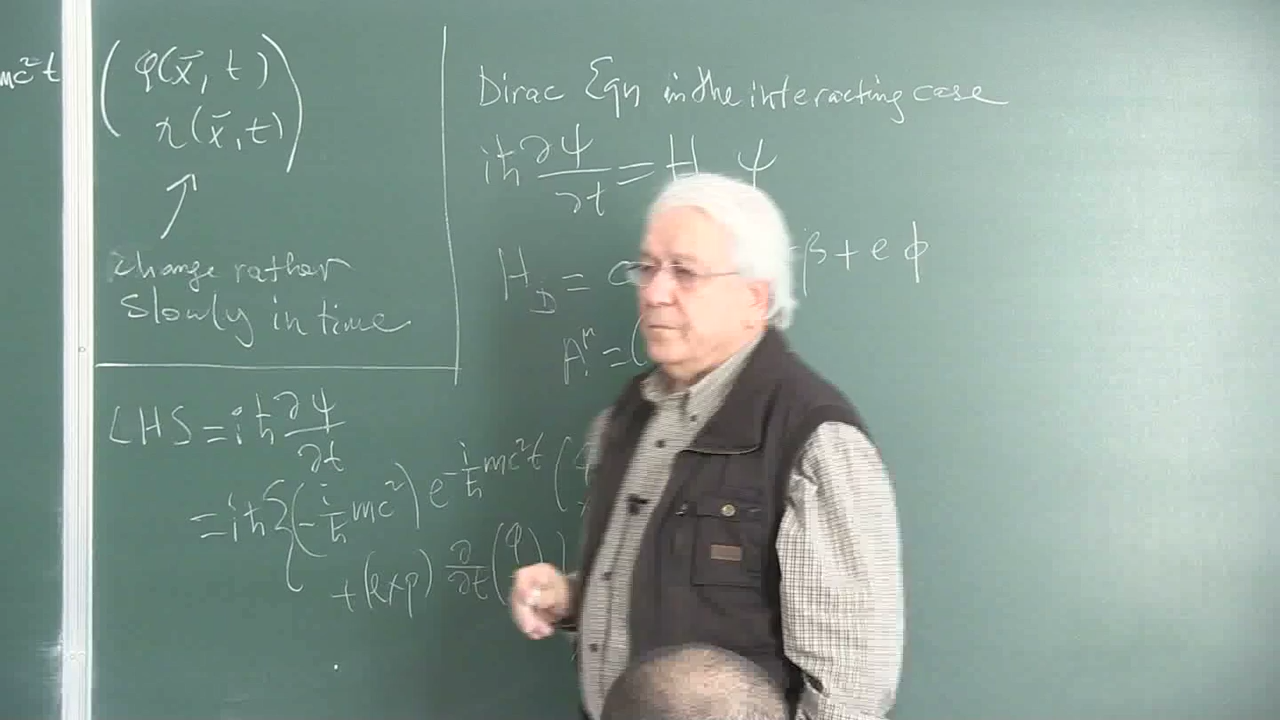 mc²t ( φ(x⃗, t)
χ(x⃗, t) )
↗
change rather
slowly in time
LHS = iħ ∂ψ/∂t
= iħ { (-i/ħ mc²) e^{-i/ħ mc²t} (
+ (exp) ∂/∂t (φ
Dirac Eqn in the interacting case
iħ ∂ψ/∂t = H ψ
H_D = β + e ϕ
A^μ = (